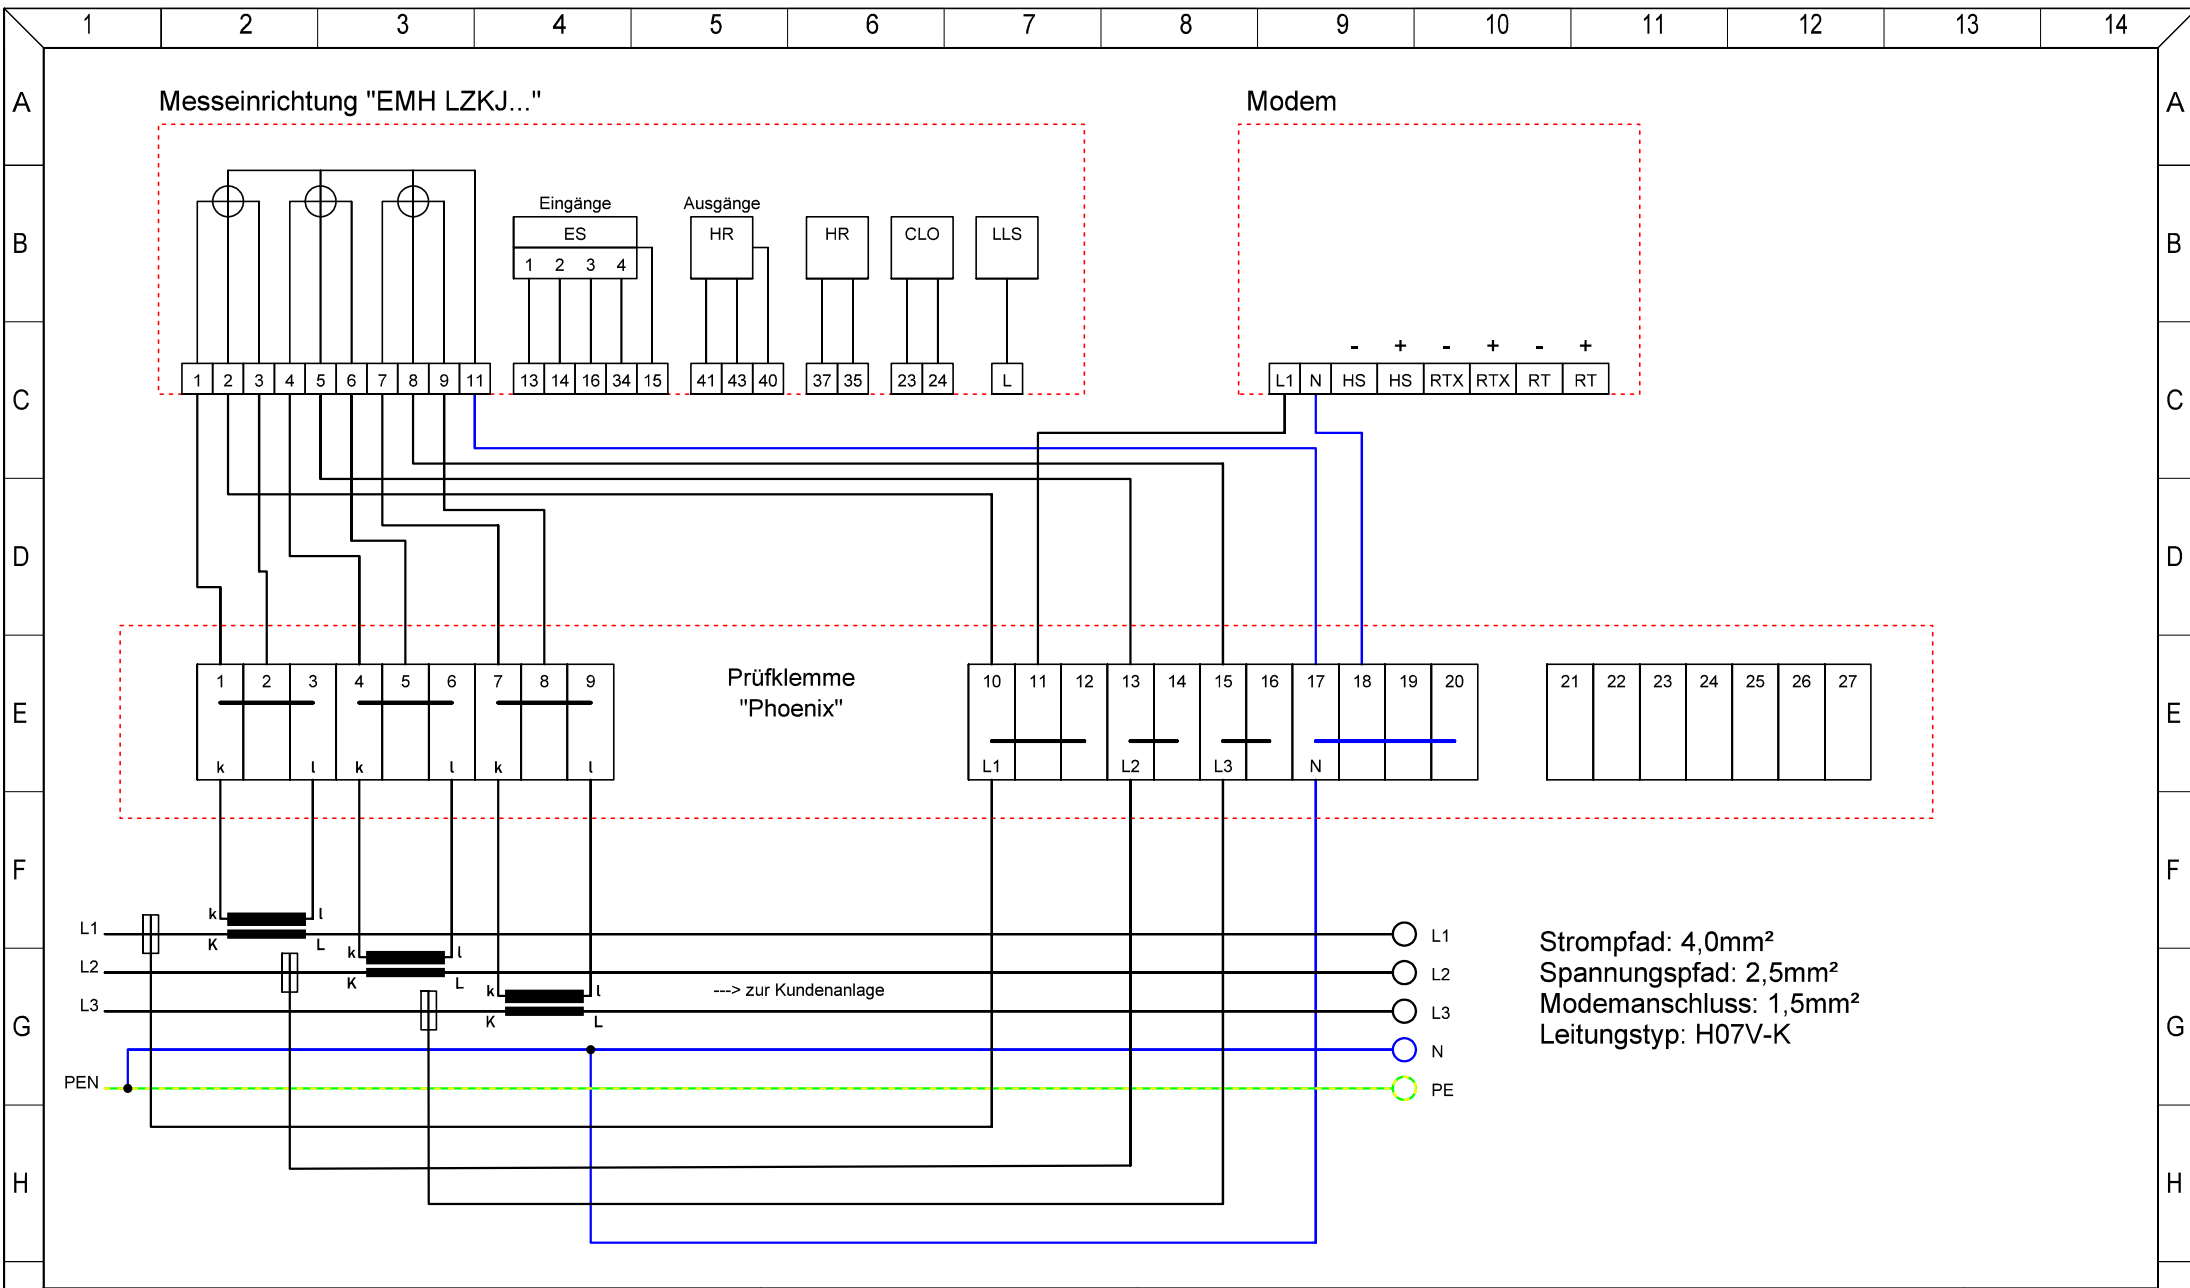 1 2 3 4 5 6 7 8 9 10 11 12 13 14
A A
Messeinrichtung "EMH LZKJ..." Modem
B B
Eingänge Ausgänge
ES HR HR CLO LLS
1 2 3 4
- + - + - +
C C
1 2 3 4 5 6 7 8 9 11 13 14 16 34 15 41 43 40 37 35 23 24 L L1 N HS HS RTX RTX RT RT
D D
E E
1 2 3 4 5 6 7 8 9 10 11 12 13 14 15 16 17 18 19 20 21 22 23 24 25 26 27
Prüfklemme
"Phoenix"
k l k l k l L1 L2 L3 N
F F
k l
L1 K L L1
k l
L2 K L L2
k l
L3 K L L3
---> zur Kundenanlage
N
PEN PE
Strompfad: 4,0mm²
Spannungspfad: 2,5mm²
Modemanschluss: 1,5mm²
Leitungstyp: H07V-K
G G
H H